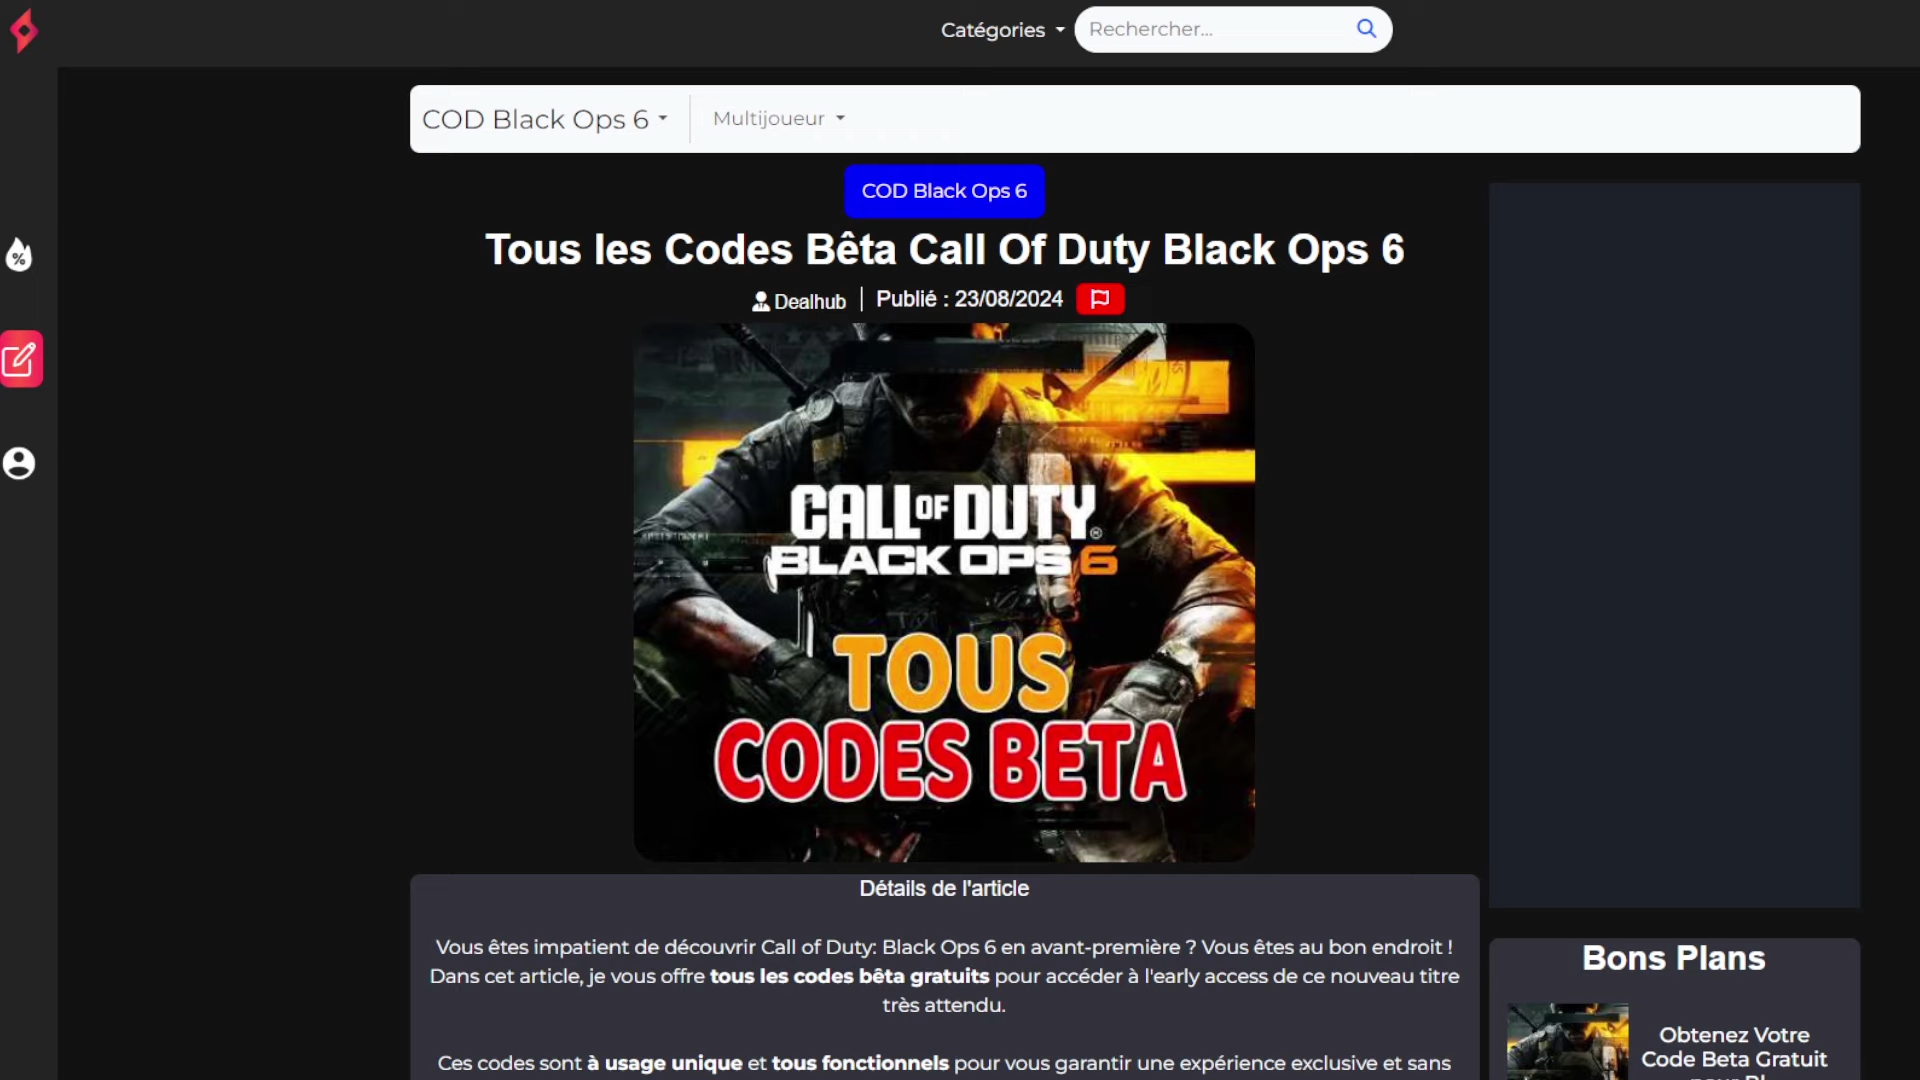 Catégories
Rechercher...
COD Black Ops 6
Multijoueur
COD Black Ops 6
Tous les Codes Bêta Call Of Duty Black Ops 6
Dealhub
Publié : 23/08/2024
CALL OF DUTY®
BLACK OPS 6
TOUS
CODES BETA
Détails de l'article
Vous êtes impatient de découvrir Call of Duty: Black Ops 6 en avant-première ? Vous êtes au bon endroit !
Dans cet article, je vous offre tous les codes bêta gratuits pour accéder à l'early access de ce nouveau titre
très attendu.
Ces codes sont à usage unique et tous fonctionnels pour vous garantir une expérience exclusive et sans
Bons Plans
Obtenez Votre
Code Beta Gratuit